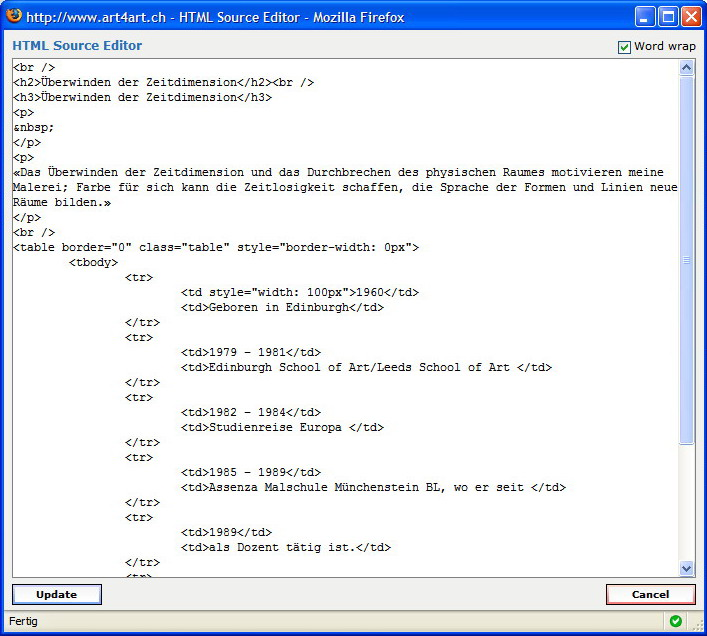 http://www.art4art.ch - HTML Source Editor - Mozilla Firefox
HTML Source Editor
Word wrap
<br />
<h2>Überwinden der Zeitdimension</h2><br />
<h3>Überwinden der Zeitdimension</h3>
<p>
&nbsp;
</p>
<p>
«Das Überwinden der Zeitdimension und das Durchbrechen des physischen Raumes motivieren meine
Malerei; Farbe für sich kann die Zeitlosigkeit schaffen, die Sprache der Formen und Linien neue
Räume bilden.»
</p>
<br />
<table border="0" class="table" style="border-width: 0px">
<tbody>
<tr>
<td style="width: 100px">1960</td>
<td>Geboren in Edinburgh</td>
</tr>
<tr>
<td>1979 - 1981</td>
<td>Edinburgh School of Art/Leeds School of Art </td>
</tr>
<tr>
<td>1982 - 1984</td>
<td>Studienreise Europa </td>
</tr>
<tr>
<td>1985 - 1989</td>
<td>Assenza Malschule Münchenstein BL, wo er seit </td>
</tr>
<tr>
<td>1989</td>
<td>als Dozent tätig ist.</td>
</tr>
<tr>
Update
Cancel
Fertig